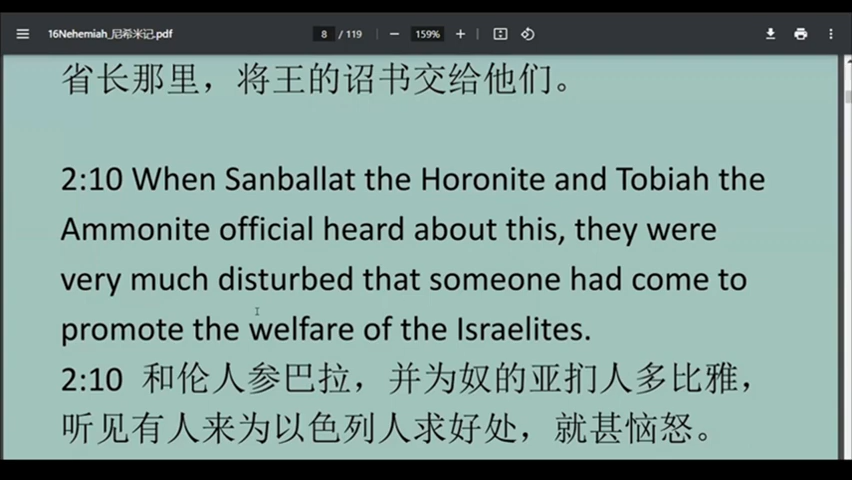 16Nehemiah_尼希米记.pdf
8 / 119
159%
省长那里，将王的诏书交给他们。
2:10 When Sanballat the Horonite and Tobiah the
Ammonite official heard about this, they were
very much disturbed that someone had come to
promote the welfare of the Israelites.
2:10 和伦人参巴拉，并为奴的亚扪人多比雅，
听见有人来为以色列人求好处，就甚恼怒。